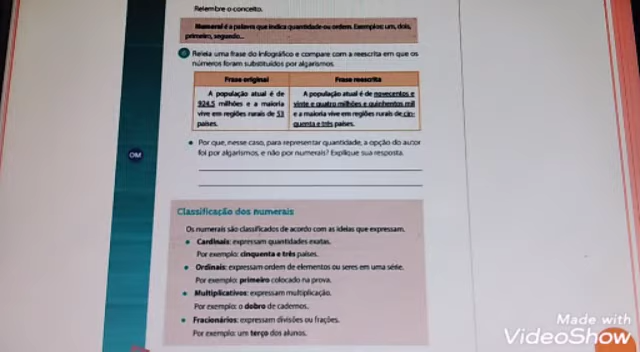 Relembre o conceito.
Numeral é a palavra que indica quantidade ou ordem. Exemplos: um, dois,
primeiro, segundo...
Releia uma frase do infográfico e compare com a reescrita em que os
números foram substituídos por algarismos.
Frase original
Frase reescrita
A população atual é de
924,5 milhões e a maioria
vive em regiões rurais de 53
países.
A população atual é de novecentos e
vinte e quatro milhões e quinhentos mil
e a maioria vive em regiões rurais de cin-
quenta e três países.
• Por que, nesse caso, para representar quantidade, a opção do autor
foi por algarismos, e não por numerais? Explique sua resposta.
OM
Classificação dos numerais
Os numerais são classificados de acordo com as ideias que expressam.
• Cardinais: expressam quantidades exatas.
Por exemplo: cinquenta e três países.
• Ordinais: expressam ordem de elementos ou seres em uma série.
Por exemplo: primeiro colocado na prova.
• Multiplicativos: expressam multiplicação.
Por exemplo: o dobro de cadernos.
• Fracionários: expressam divisões ou frações.
Por exemplo: um terço dos alunos.
Made with
VideoShow